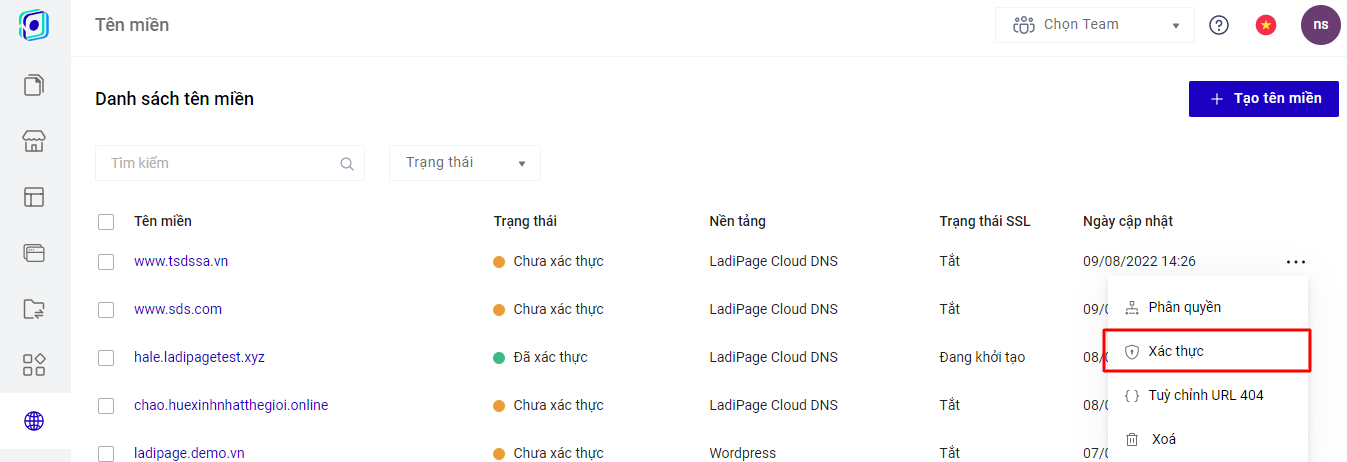 Tên miền
Chọn Team
ns
Danh sách tên miền
Tạo tên miền
Tìm kiếm
Trạng thái
Tên miền Trạng thái Nền tảng Trạng thái SSL Ngày cập nhật
www.tsdssa.vn Chưa xác thực LadiPage Cloud DNS Tắt 09/08/2022 14:26
www.sds.com Chưa xác thực LadiPage Cloud DNS Tắt 09/0
hale.ladipagetest.xyz Đã xác thực LadiPage Cloud DNS Đang khởi tạo 08/0
chao.huexinhnhatthegioi.online Chưa xác thực LadiPage Cloud DNS Tắt 08/0
ladipage.demo.vn Chưa xác thực Wordpress Tắt 07/0
Phân quyền
Xác thực
Tuỳ chỉnh URL 404
Xoá